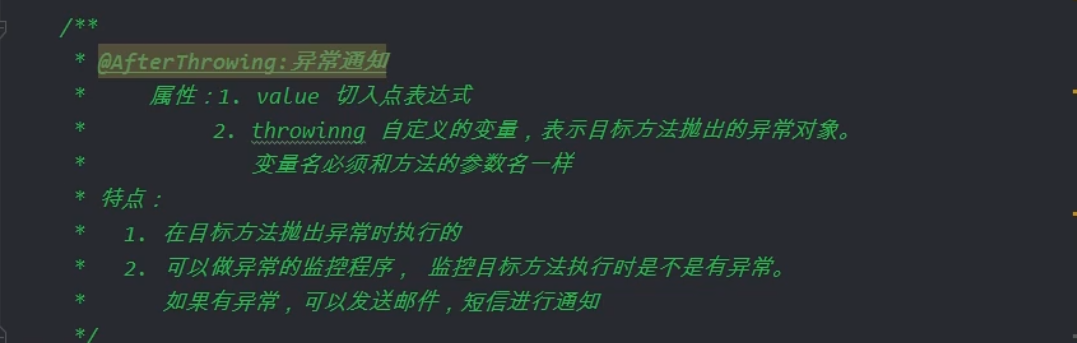 /**
* @AfterThrowing:异常通知
* 属性：1. value 切入点表达式
* 2. throwinng 自定义的变量，表示目标方法抛出的异常对象。
* 变量名必须和方法的参数名一样
* 特点：
* 1. 在目标方法抛出异常时执行的
* 2. 可以做异常的监控程序， 监控目标方法执行时是不是有异常。
* 如果有异常，可以发送邮件，短信进行通知
*/